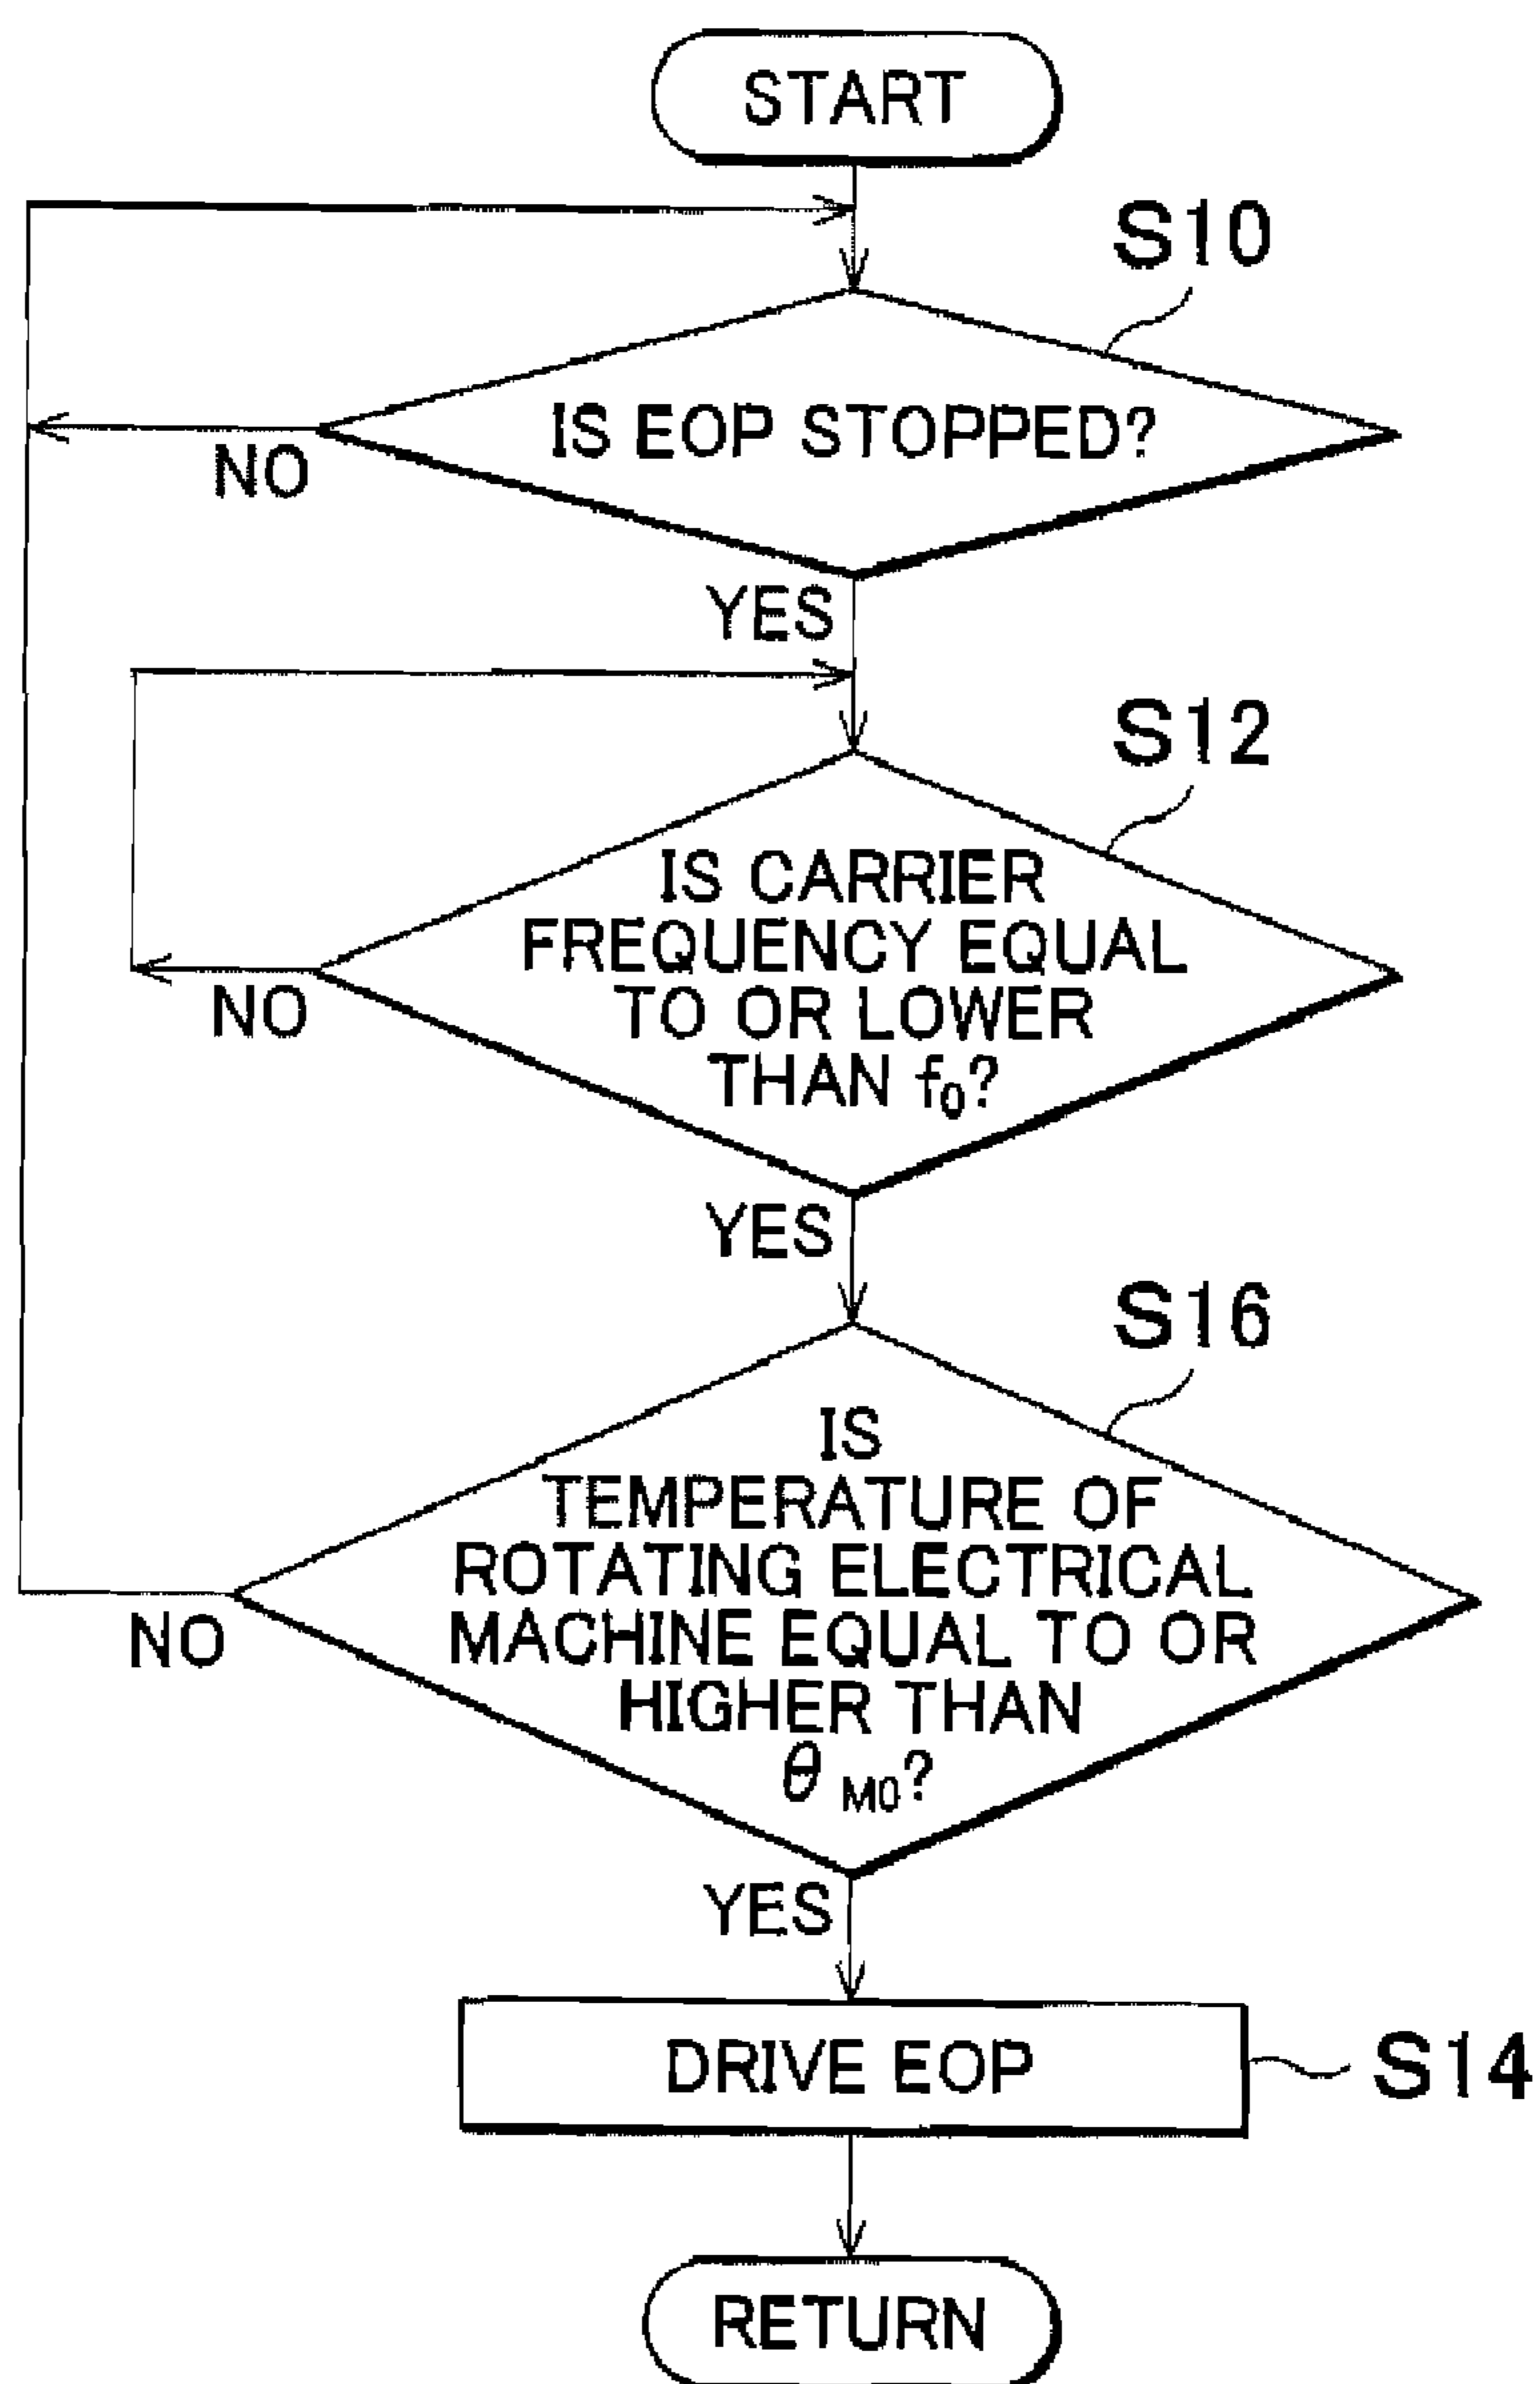 START
S10
IS EOP STOPPED?
NO
YES
S12
IS CARRIER
FREQUENCY EQUAL
TO OR LOWER
THAN f0?
NO
YES
S16
IS
TEMPERATURE OF
ROTATING ELECTRICAL
MACHINE EQUAL TO OR
HIGHER THAN
θM0?
NO
YES
DRIVE EOP
S14
RETURN